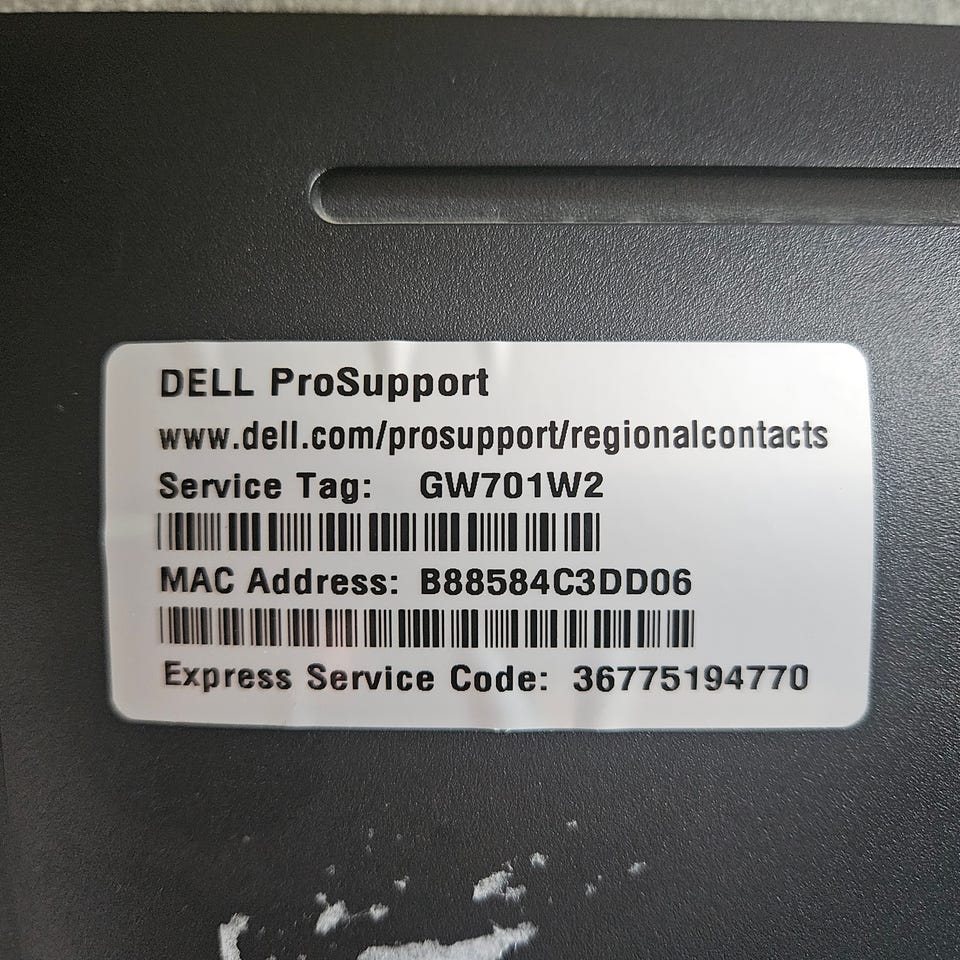 DELL ProSupport
www.dell.com/prosupport/regionalcontacts
Service Tag: GW701W2
MAC Address: B88584C3DD06
Express Service Code: 36775194770